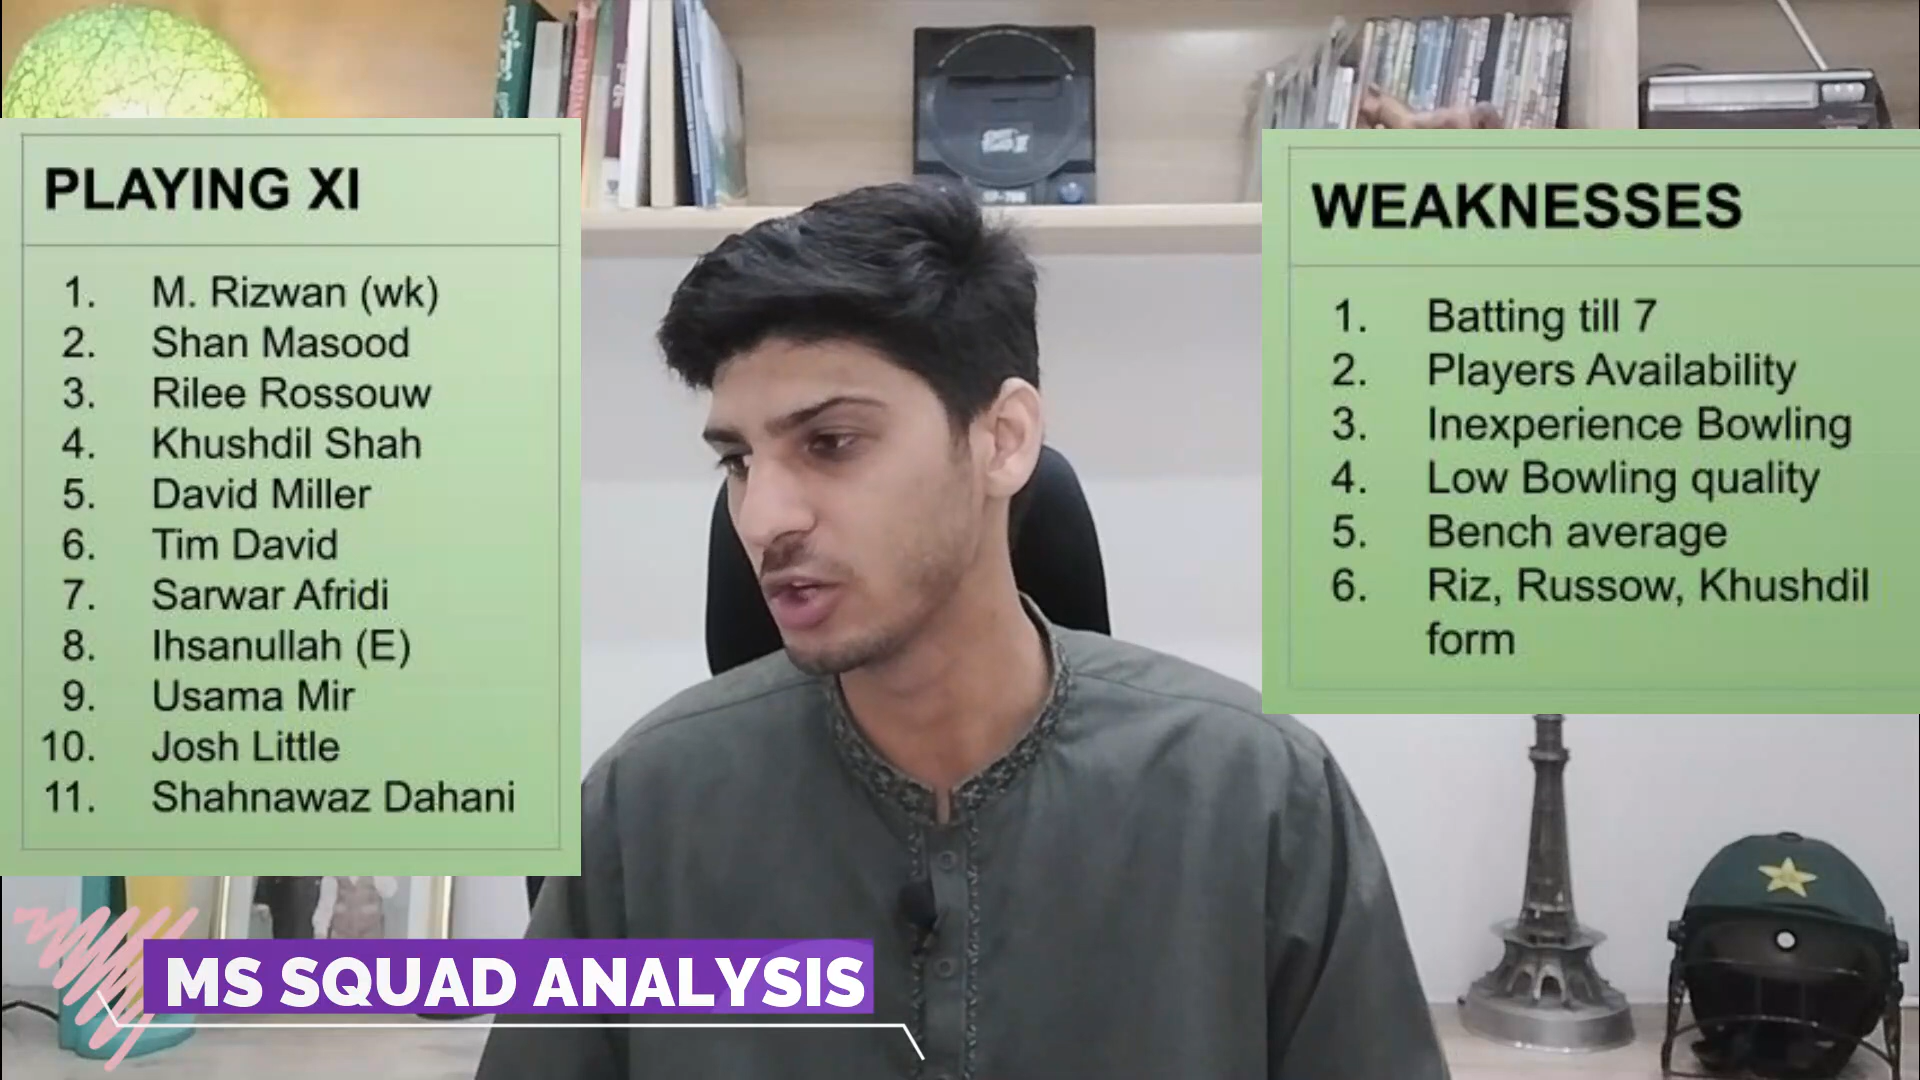 PLAYING XI
1. M. Rizwan (wk)
2. Shan Masood
3. Rilee Rossouw
4. Khushdil Shah
5. David Miller
6. Tim David
7. Sarwar Afridi
8. Ihsanullah (E)
9. Usama Mir
10. Josh Little
11. Shahnawaz Dahani
WEAKNESSES
1. Batting till 7
2. Players Availability
3. Inexperience Bowling
4. Low Bowling quality
5. Bench average
6. Riz, Russow, Khushdil
form
MS SQUAD ANALYSIS